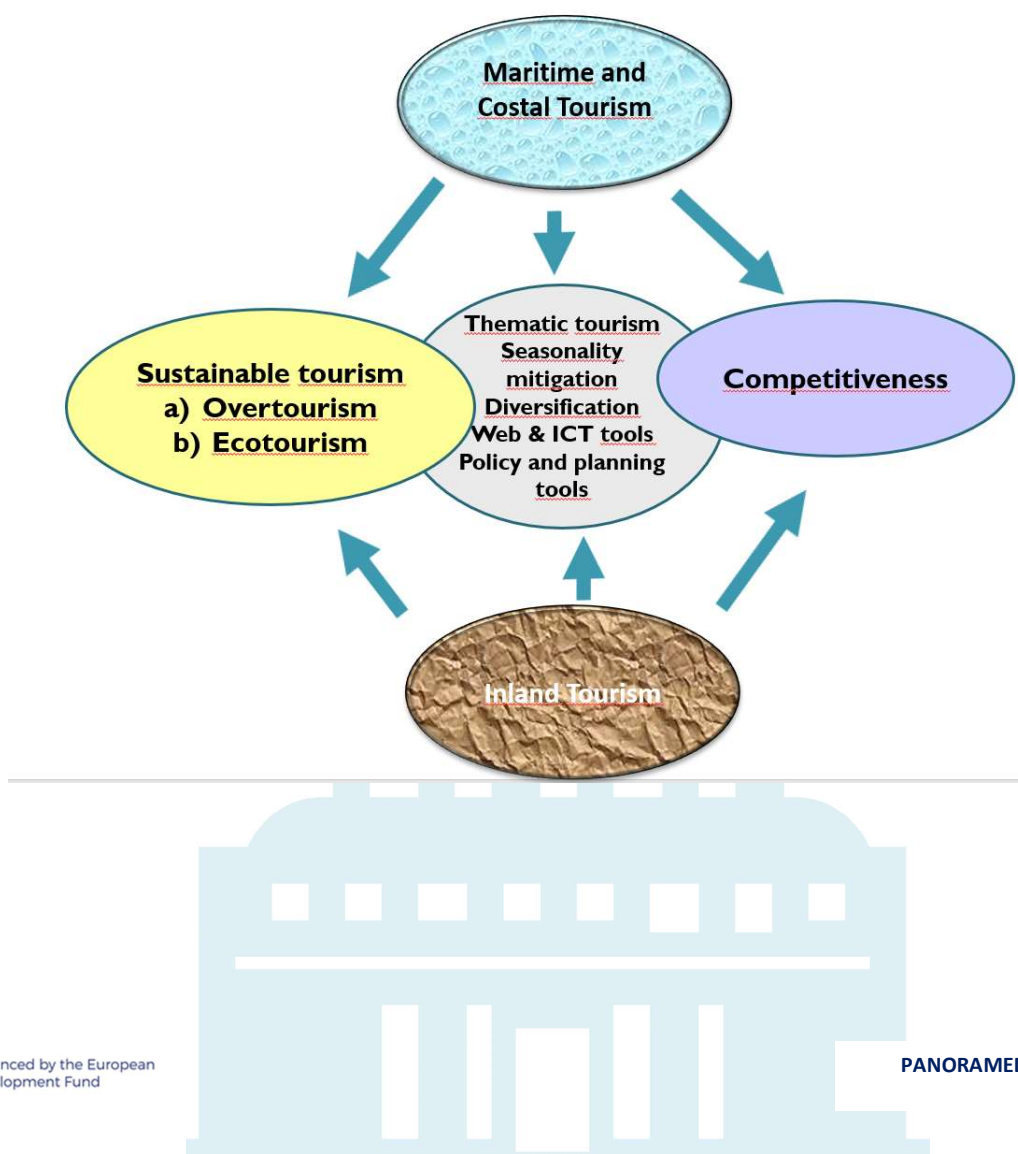 Maritime and
Costal Tourism
Thematic tourism
Seasonality
mitigation
Diversification
Web & ICT tools
Policy and planning
tools
Sustainable tourism
a) Overtourism
b) Ecotourism
Competitiveness
Inland Tourism
nced by the European
lopment Fund
PANORAMED